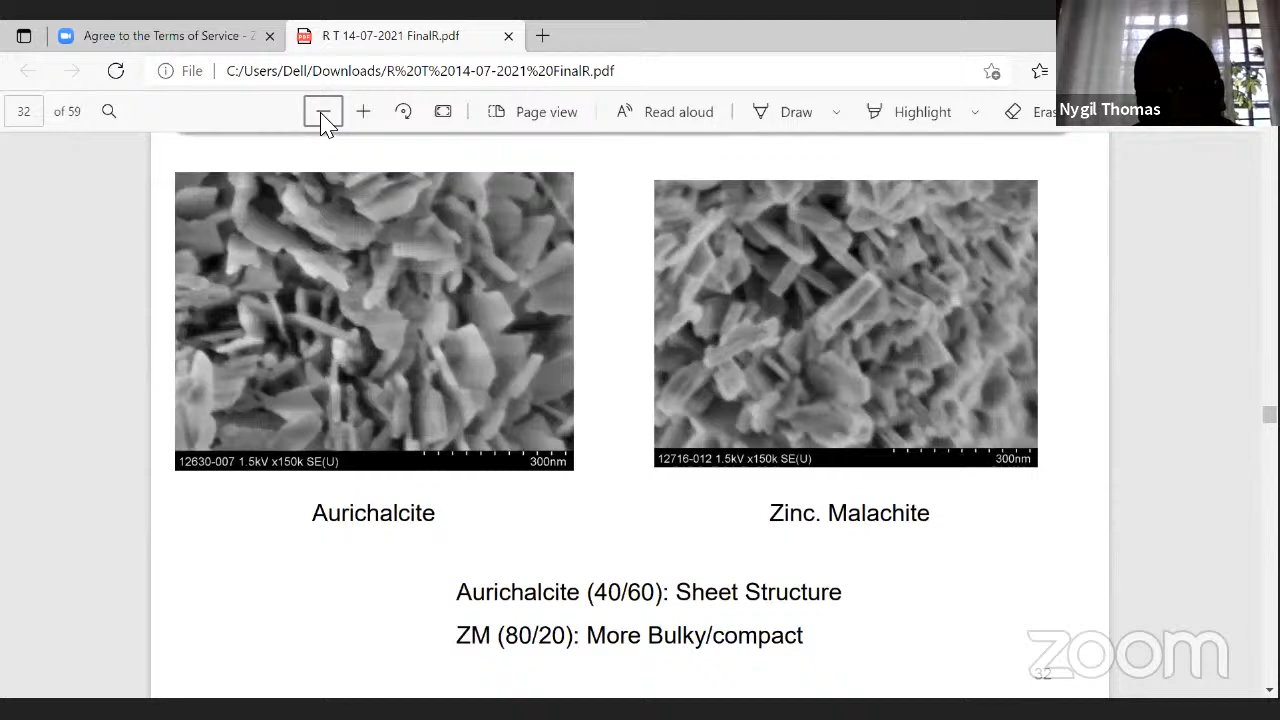 Agree to the Terms of Service - Z
R T 14-07-2021 FinalR.pdf
File
C:/Users/Dell/Downloads/R%20T%2014-07-2021%20FinalR.pdf
32 of 59
Page view
Read aloud
Draw
Highlight
Eras
Nygil Thomas
12630-007 1.5kV x150k SE(U) 300nm
12716-012 1.5kV x150k SE(U) 300nm
Aurichalcite
Zinc. Malachite
Aurichalcite (40/60): Sheet Structure
ZM (80/20): More Bulky/compact
zoom
32